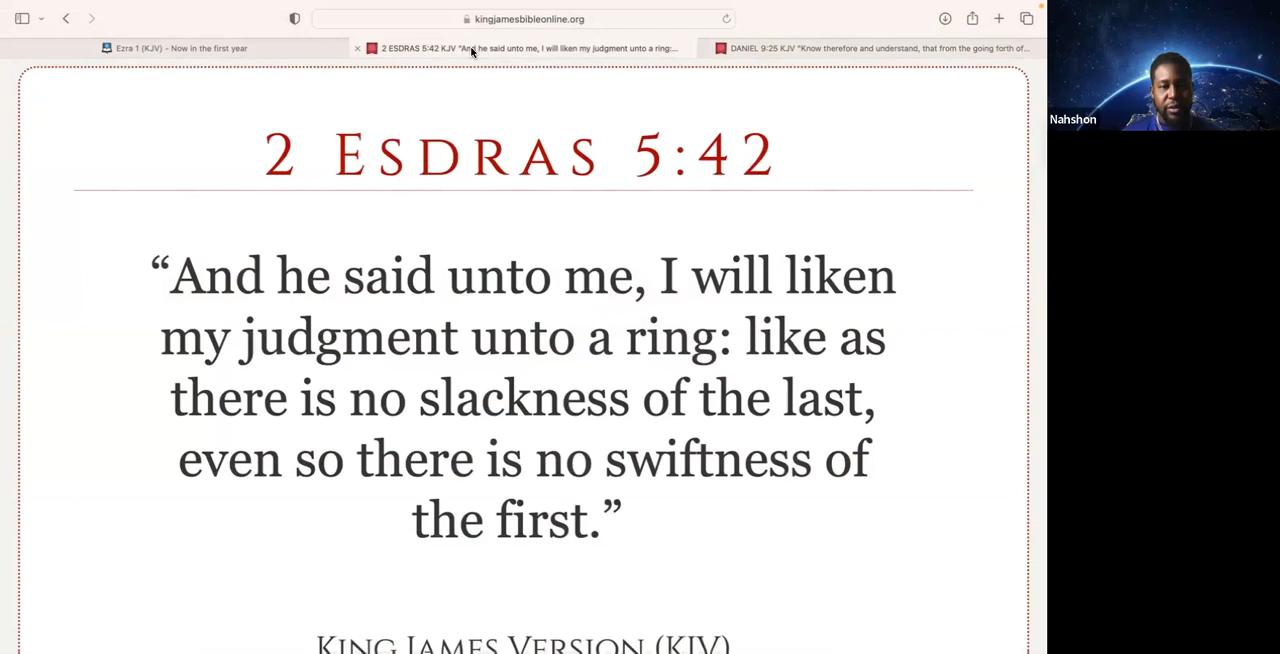 kingjamesbibleonline.org
Ezra 1 (KJV) - Now in the first year
2 ESDRAS 5:42 KJV "And he said unto me, I will liken my judgment unto a ring:...
DANIEL 9:25 KJV "Know therefore and understand, that from the going forth of...
Nahshon
2 ESDRAS 5:42
“And he said unto me, I will liken
my judgment unto a ring: like as
there is no slackness of the last,
even so there is no swiftness of
the first.”
KING JAMES VERSION (KJV)